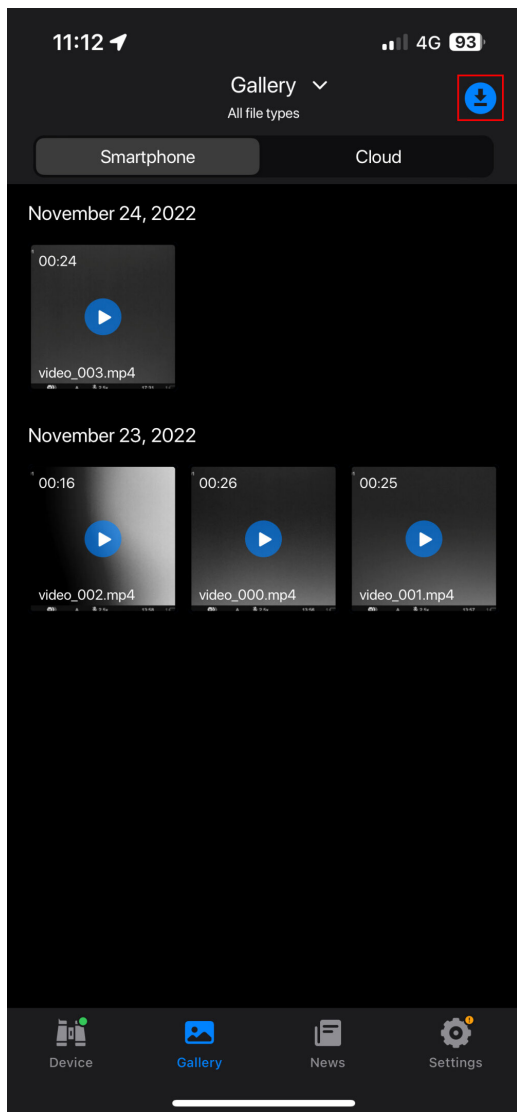 11:12 4G 93
Gallery
All file types
Smartphone Cloud
November 24, 2022
00:24
video_003.mp4
November 23, 2022
00:16 00:26 00:25
video_002.mp4 video_000.mp4 video_001.mp4
Device Gallery News Settings